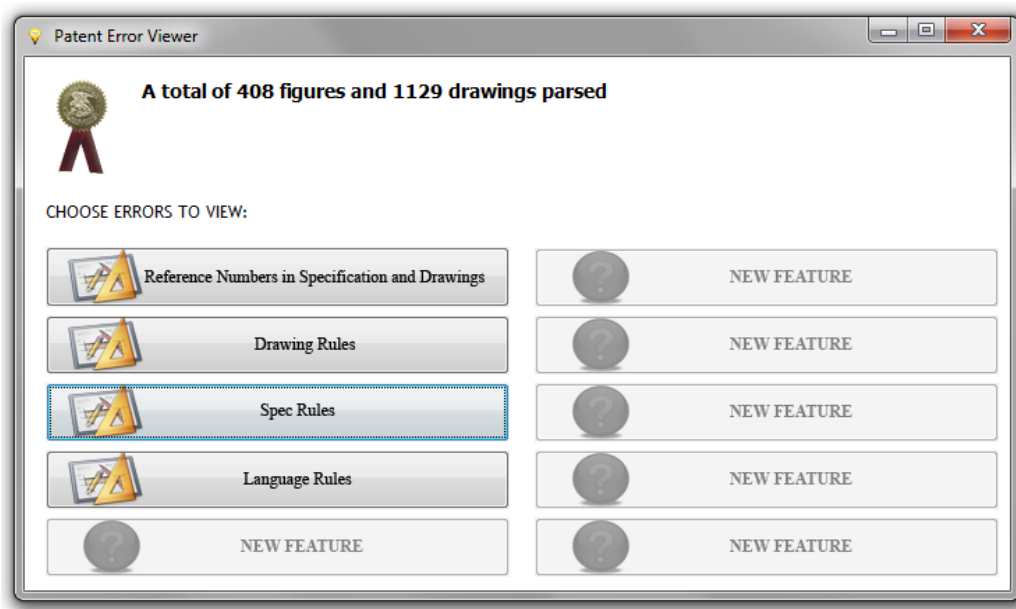 Patent Error Viewer
A total of 408 figures and 1129 drawings parsed
CHOOSE ERRORS TO VIEW:
Reference Numbers in Specification and Drawings
NEW FEATURE
Drawing Rules
NEW FEATURE
Spec Rules
NEW FEATURE
Language Rules
NEW FEATURE
NEW FEATURE
NEW FEATURE